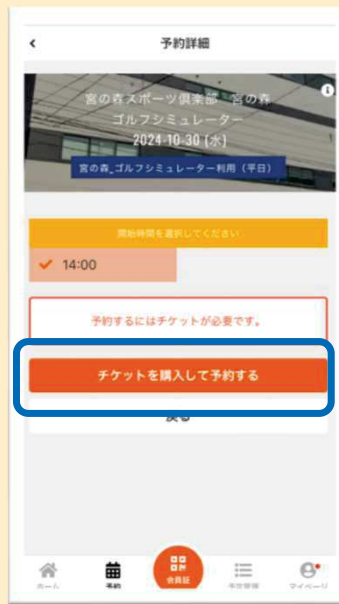 予約詳細
宮の森スポーツ倶楽部 宮の森
ゴルフシミュレーター
2024-10-30 (水)
宮の森_ゴルフシミュレーター利用（平日）
開始時間を選択してください
14:00
予約するにはチケットが必要です。
チケットを購入して予約する
戻る
ホーム
予約
会員証
予定管理
マイページ